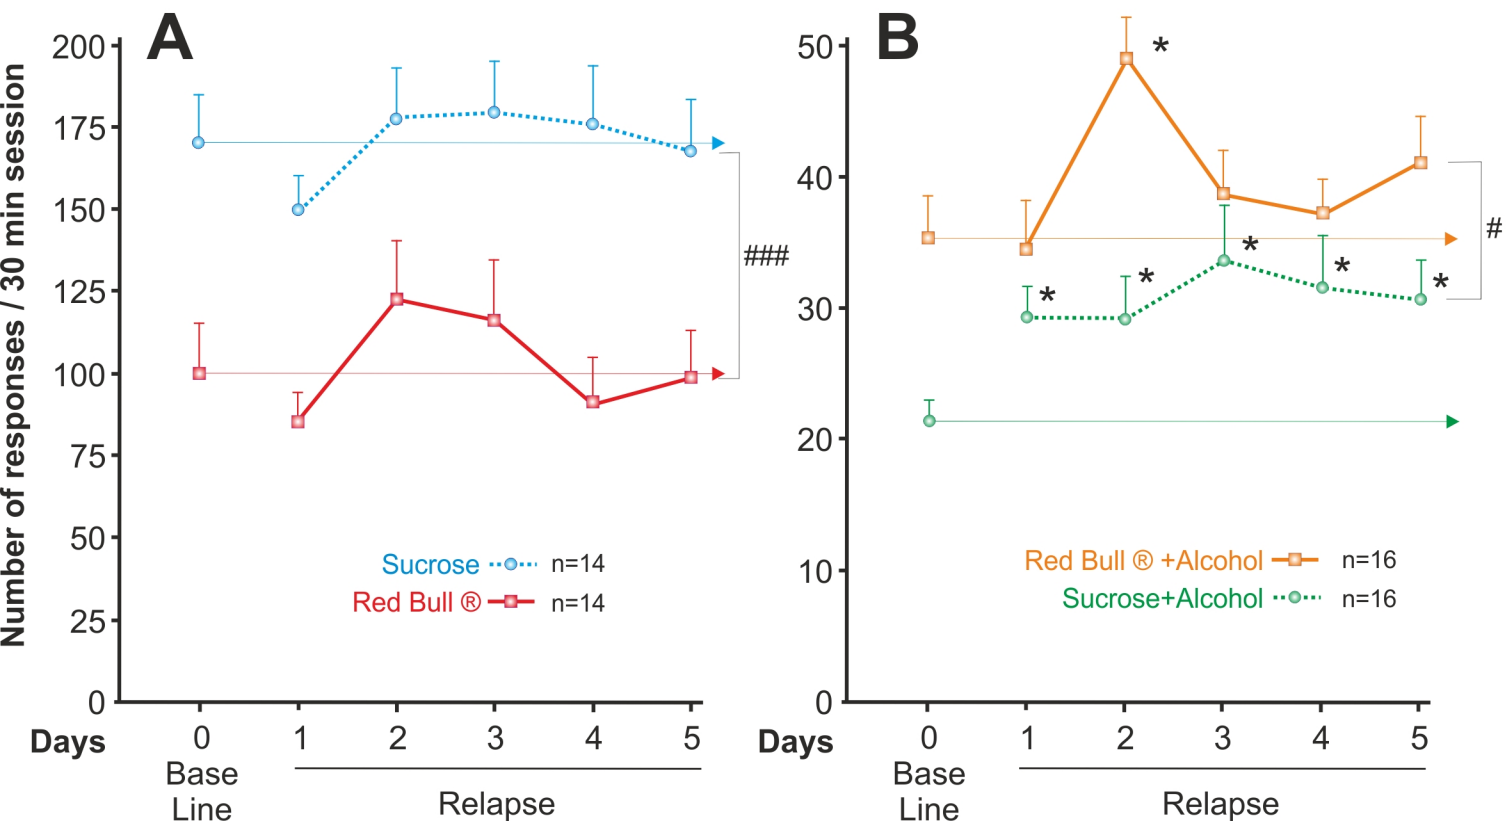 A
Number of responses / 30 min session
200
175
150
125
100
75
50
25
0
###
Sucrose n=14
Red Bull ® n=14
Days 0 1 2 3 4 5
Base
Line
Relapse
B
50
40
30
20
10
0
*
*
*
*
*
*
#
Red Bull ® +Alcohol n=16
Sucrose+Alcohol n=16
Days 0 1 2 3 4 5
Base
Line
Relapse